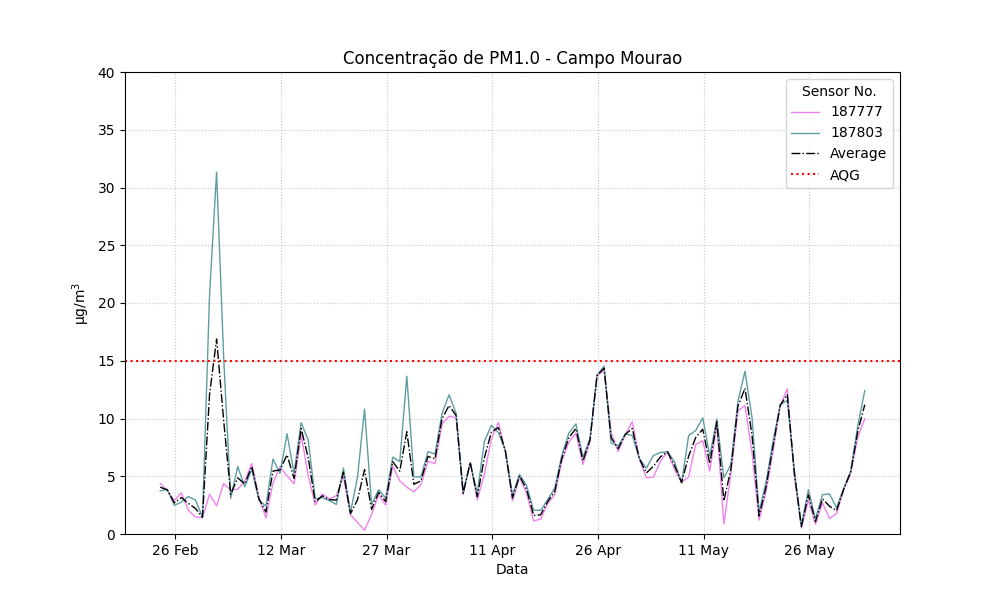 Concentração de PM1.0 - Campo Mourao
Sensor No.
187777
187803
Average
AQG
40
35
30
25
20
15
10
5
0
µg/m³
26 Feb
12 Mar
27 Mar
11 Apr
26 Apr
11 May
26 May
Data